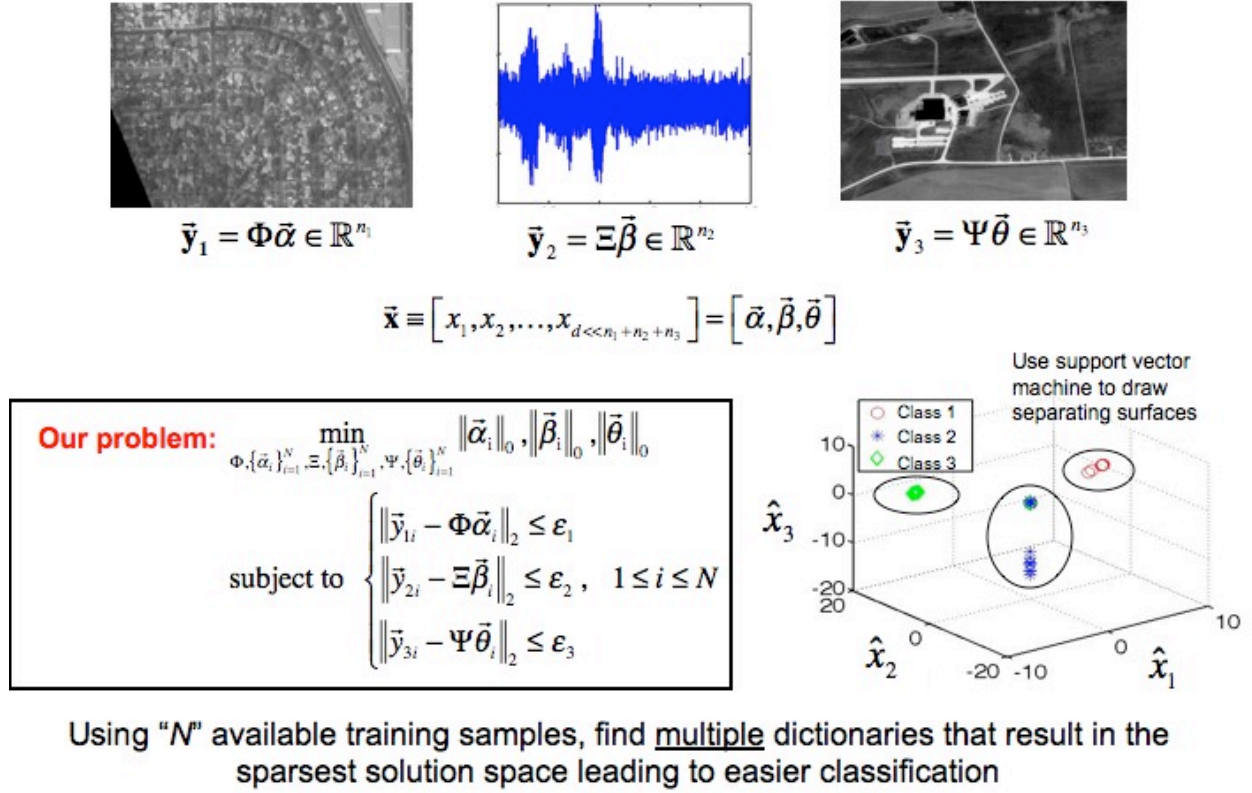 y⃗₁ = Φα⃗ ∈ ℝⁿ¹
y⃗₂ = Ξβ⃗ ∈ ℝⁿ²
y⃗₃ = Ψθ⃗ ∈ ℝⁿ³
x⃗ ≡ [x₁, x₂, ..., x_{d<<n₁+n₂+n₃}] = [α⃗, β⃗, θ⃗]
Our problem: min ‖α⃗ᵢ‖₀, ‖β⃗ᵢ‖₀, ‖θ⃗ᵢ‖₀
Φ,{α⃗ᵢ}ᵢ₌₁ᴺ,Ξ,{β⃗ᵢ}ᵢ₌₁ᴺ,Ψ,{θ⃗ᵢ}ᵢ₌₁ᴺ
‖y⃗₁ᵢ − Φα⃗ᵢ‖₂ ≤ ε₁
subject to ‖y⃗₂ᵢ − Ξβ⃗ᵢ‖₂ ≤ ε₂ , 1 ≤ i ≤ N
‖y⃗₃ᵢ − Ψθ⃗ᵢ‖₂ ≤ ε₃
Use support vector
machine to draw
separating surfaces
Class 1
Class 2
Class 3
10
0
-10
-20
x̂₃
20
0
-20
x̂₂
-10
0
10
x̂₁
Using “N” available training samples, find multiple dictionaries that result in the
sparsest solution space leading to easier classification